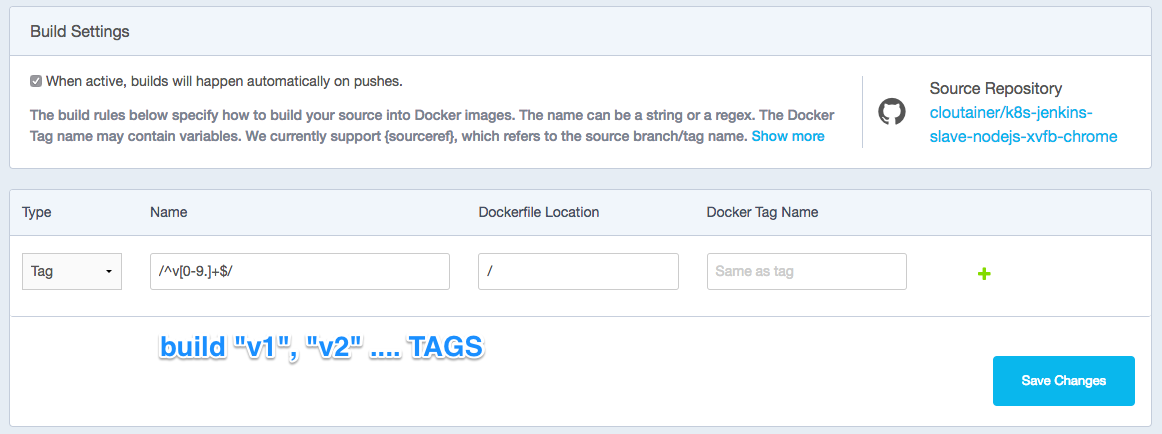 Build Settings
When active, builds will happen automatically on pushes.
The build rules below specify how to build your source into Docker images. The name can be a string or a regex. The Docker
Tag name may contain variables. We currently support {sourceref}, which refers to the source branch/tag name. Show more
Source Repository
cloutainer/k8s-jenkins-
slave-nodejs-xvfb-chrome
Type Name Dockerfile Location Docker Tag Name
Tag /^v[0-9.]+$/ / Same as tag
build "v1", "v2" .... TAGS
Save Changes